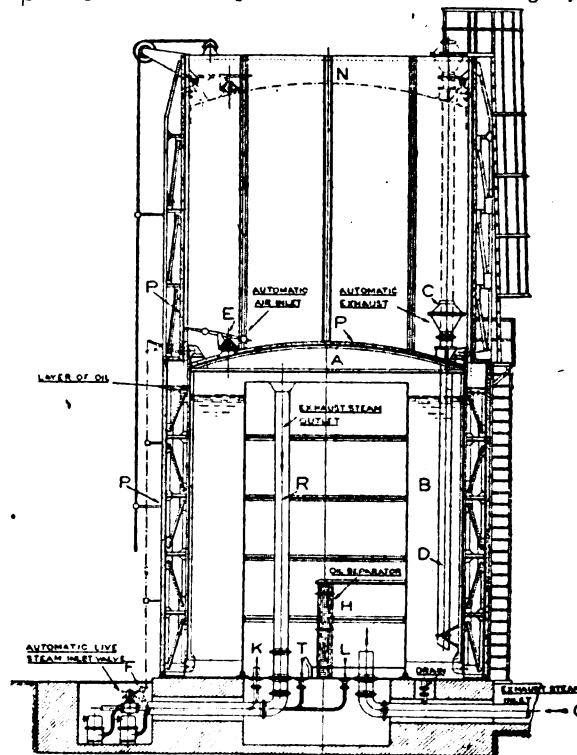 N
AUTOMATIC
AIR INLET
AUTOMATIC
EXHAUST
C
P
E
P
A
LAYER OF OIL
EXHAUST STEAM
OUTLET
P
R
B
D
OIL SEPARATOR
H
AUTOMATIC LIVE
STEAM INLET VALVE
F
K
T
L
DRAIN
EXHAUST STEAM
INLET